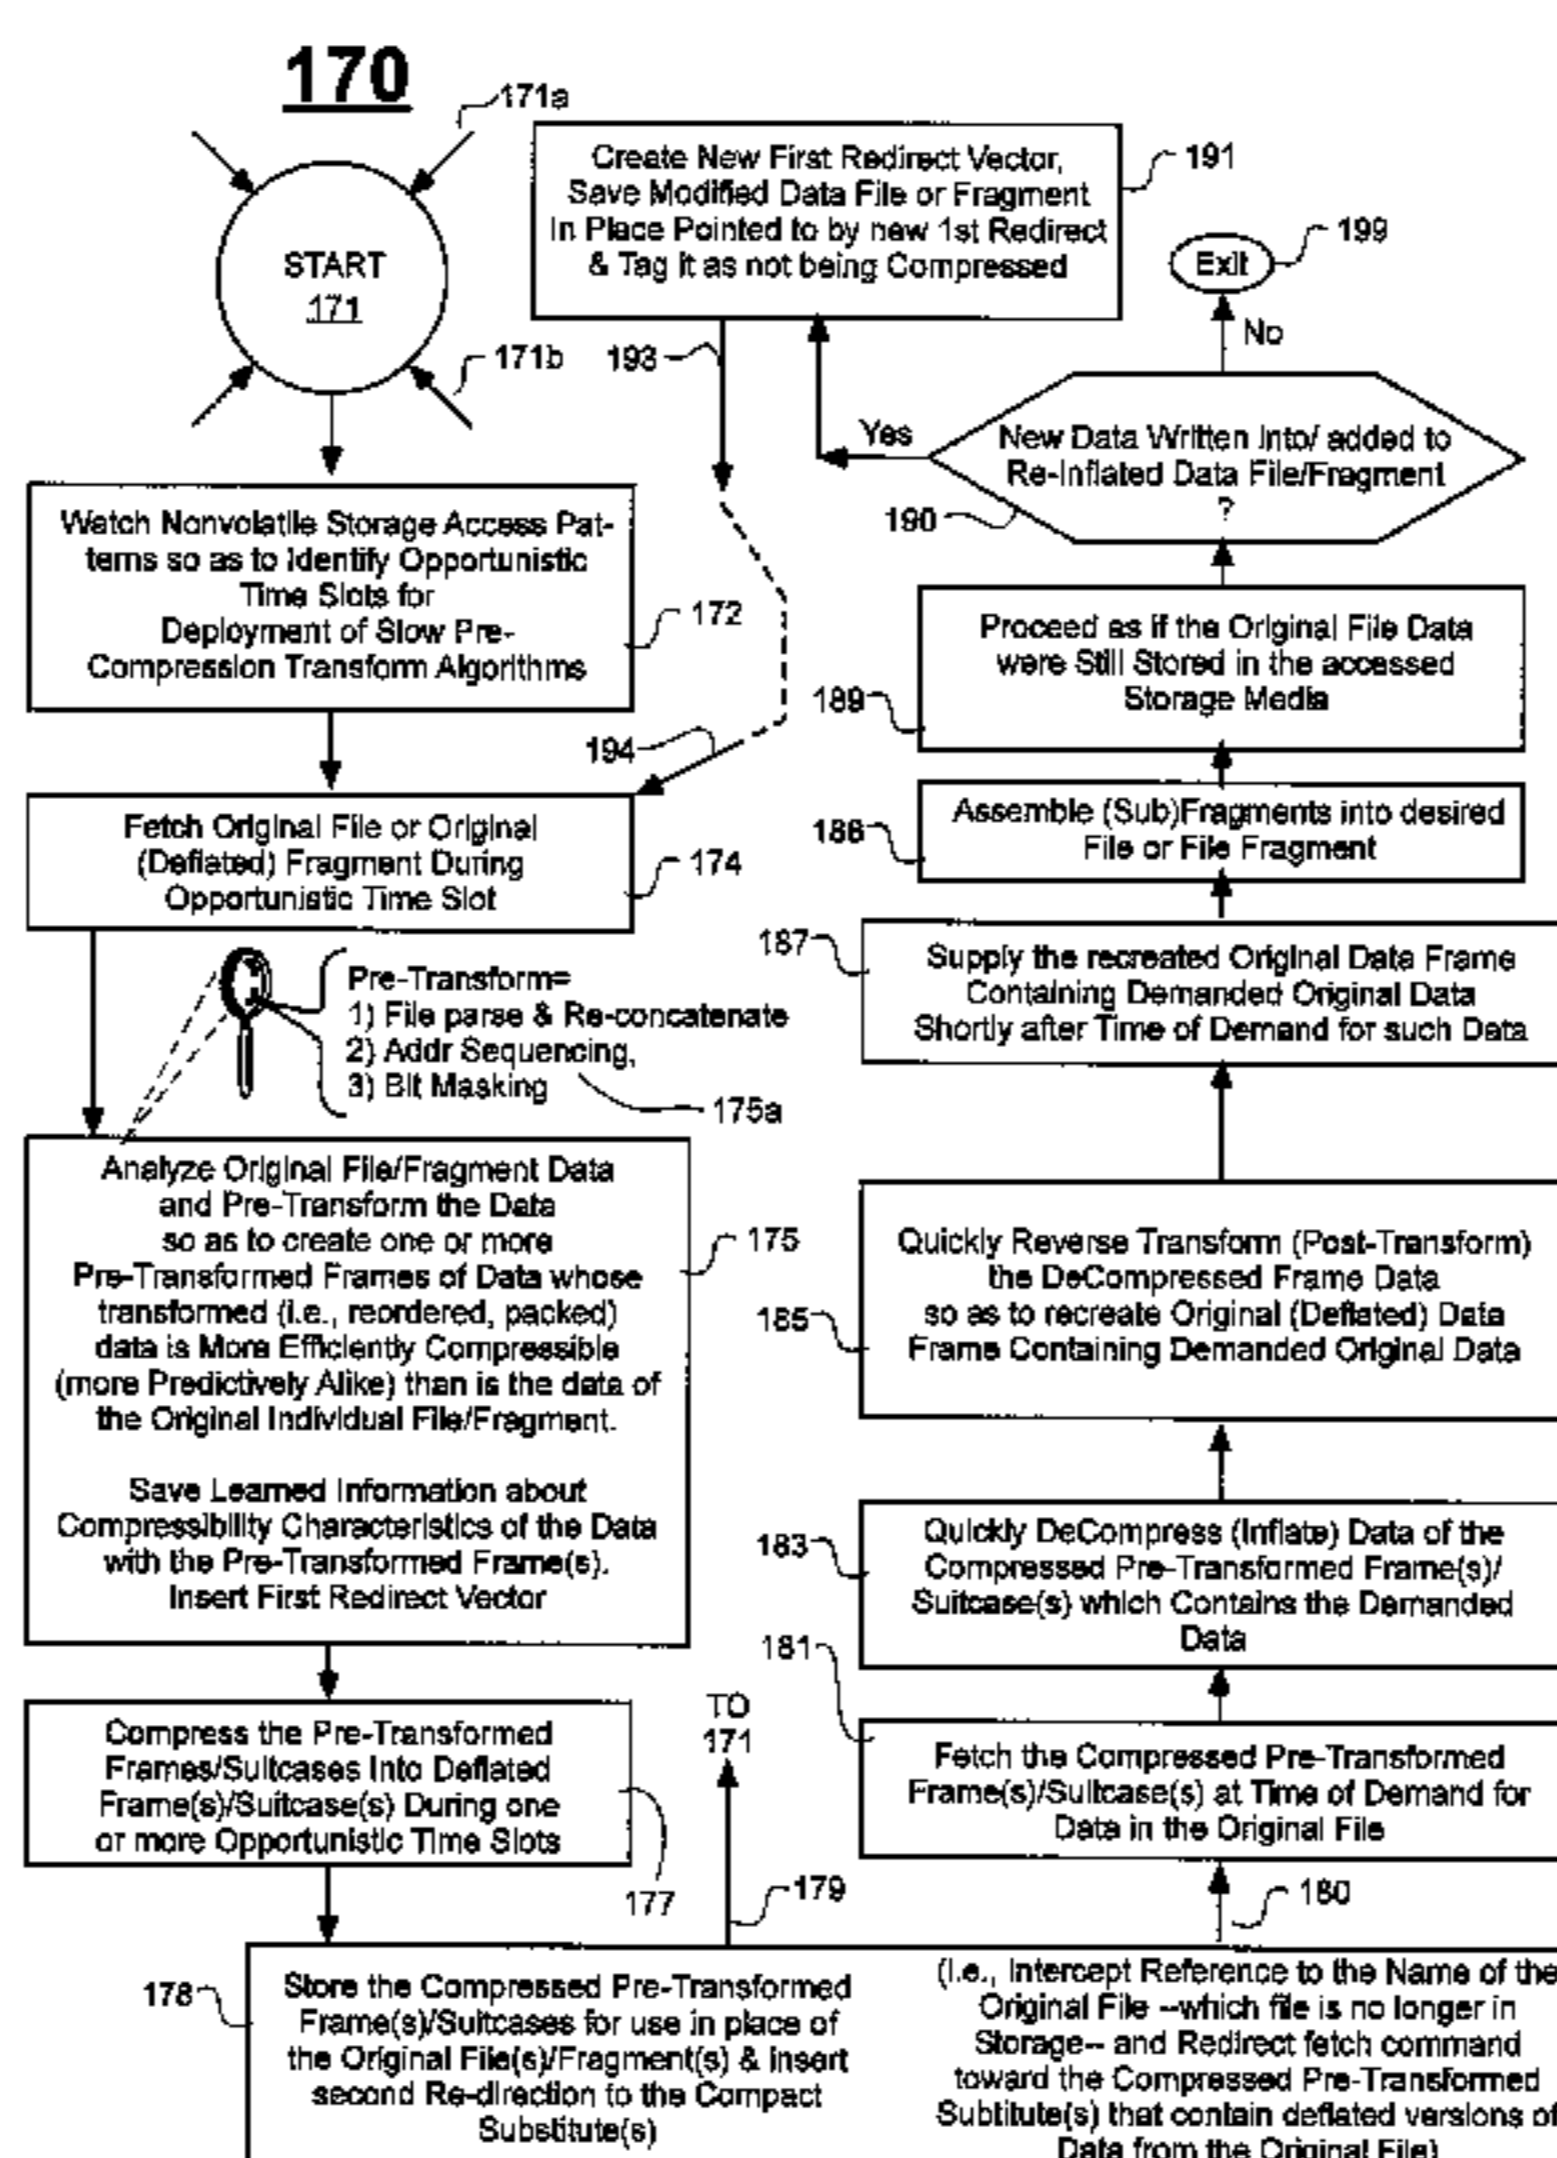 170
171a
START
171
171b
Watch Nonvolatile Storage Access Pat-
terns so as to Identify Opportunistic
Time Slots for
Deployment of Slow Pre-
Compression Transform Algorithms
172
Fetch Original File or Original
(Deflated) Fragment During
Opportunistic Time Slot
174
Pre-Transform=
1) File parse & Re-concatenate
2) Addr Sequencing,
3) Bit Masking
175a
Analyze Original File/Fragment Data
and Pre-Transform the Data
so as to create one or more
Pre-Transformed Frames of Data whose
transformed (i.e., reordered, packed)
data is More Efficiently Compressible
(more Predictively Alike) than is the data of
the Original Individual File/Fragment.
Save Learned Information about
Compressibility Characteristics of the Data
with the Pre-Transformed Frame(s).
Insert First Redirect Vector
175
Compress the Pre-Transformed
Frames/Suitcases Into Deflated
Frame(s)/Suitcase(s) During one
or more Opportunistic Time Slots
177
178
Store the Compressed Pre-Transformed
Frame(s)/Suitcases for use in place of
the Original File(s)/Fragment(s) & insert
second Re-direction to the Compact
Substitute(s)
TO
171
179
180
(I.e., Intercept Reference to the Name of the
Original File --which file is no longer in
Storage-- and Redirect fetch command
toward the Compressed Pre-Transformed
Subtitute(s) that contain deflated versions of
Data from the Original File)
181
Fetch the Compressed Pre-Transformed
Frame(s)/Suitcase(s) at Time of Demand for
Data in the Original File
183
Quickly DeCompress (Inflate) Data of the
Compressed Pre-Transformed Frame(s)/
Suitcase(s) which Contains the Demanded
Data
185
Quickly Reverse Transform (Post-Transform)
the DeCompressed Frame Data
so as to recreate Original (Deflated) Data
Frame Containing Demanded Original Data
187
Supply the recreated Original Data Frame
Containing Demanded Original Data
Shortly after Time of Demand for such Data
186
Assemble (Sub)Fragments into desired
File or File Fragment
189
Proceed as if the Original File Data
were Still Stored in the accessed
Storage Media
190
New Data Written Into/ added to
Re-Inflated Data File/Fragment
?
Yes
No
Exit
199
Create New First Redirect Vector,
Save Modified Data File or Fragment
In Place Pointed to by new 1st Redirect
& Tag it as not being Compressed
191
193
194